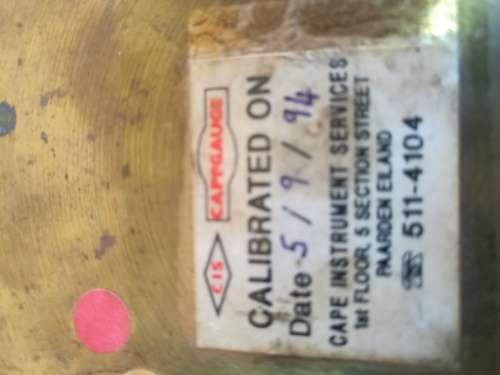 CIS CAPPGAUGE
CALIBRATED ON
Date 5/9/94
CAPE INSTRUMENT SERVICES
1st FLOOR, 5 SECTION STREET
PAARDEN EILAND
☎ 511-4104